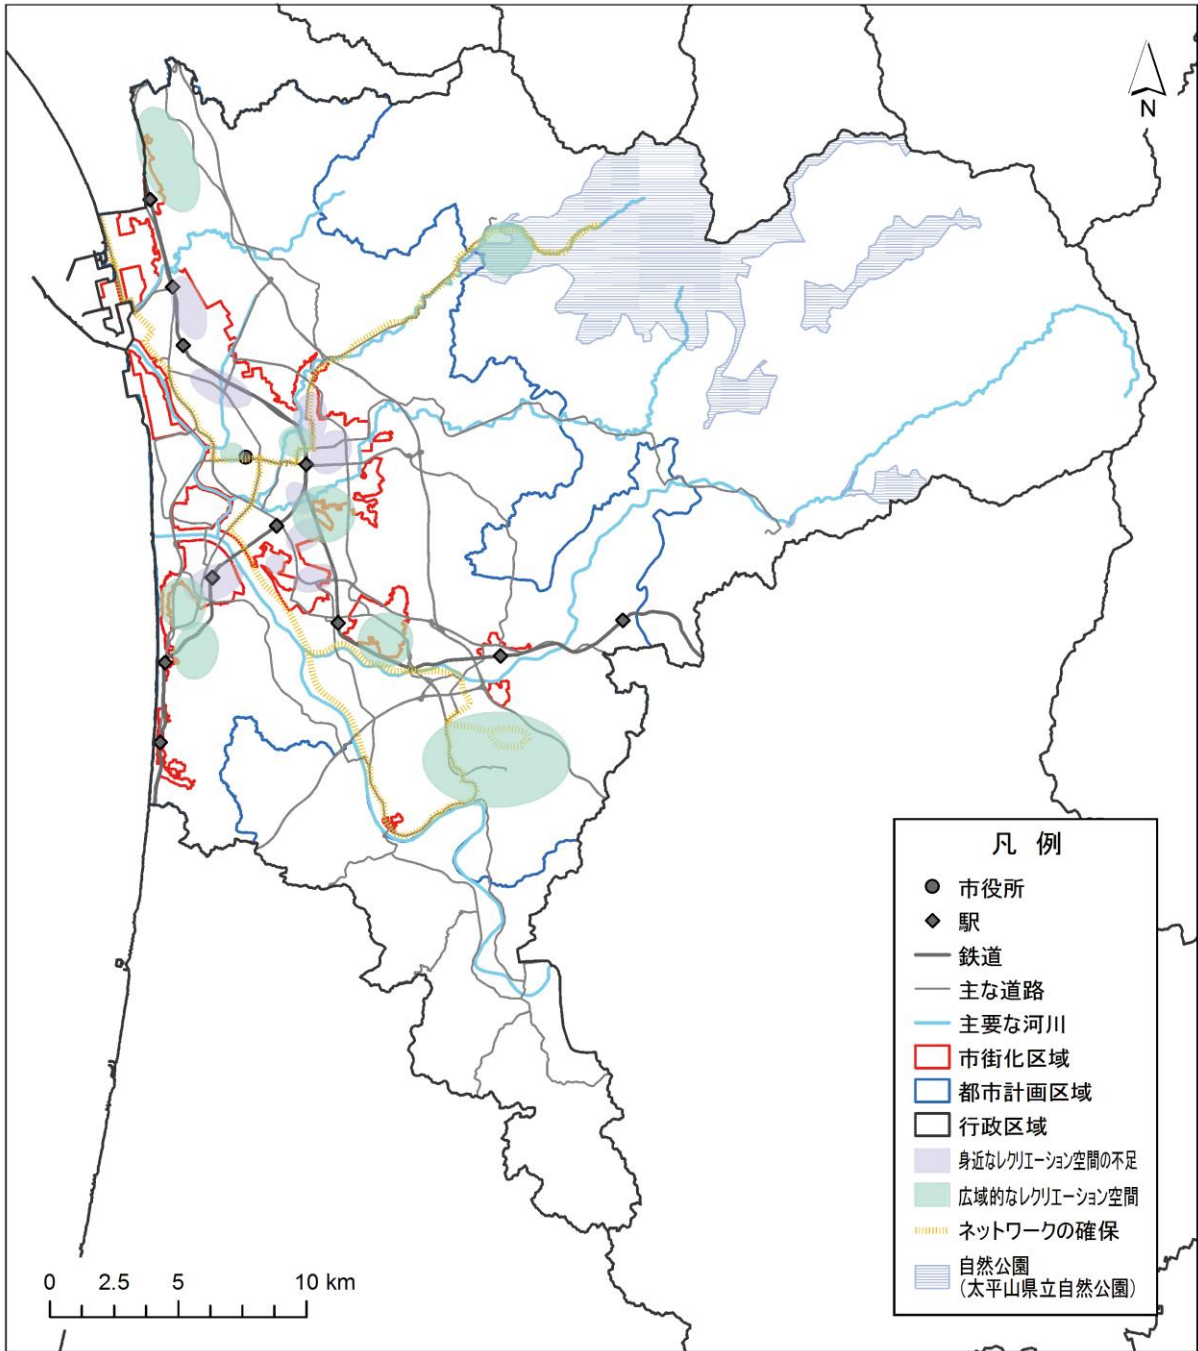 N
凡 例
市役所
駅
鉄道
主な道路
主要な河川
市街化区域
都市計画区域
行政区域
身近なレクリエーション空間の不足
広域的なレクリエーション空間
ネットワークの確保
自然公園
(太平山県立自然公園)
0 2.5 5 10 km